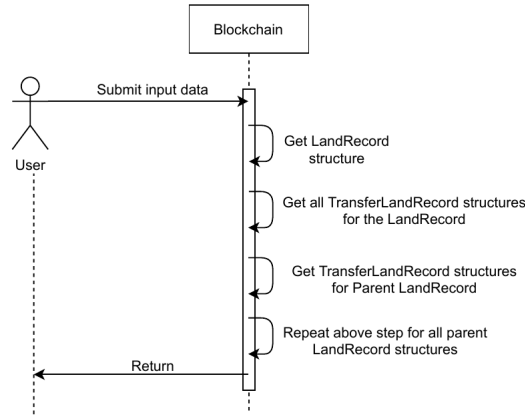 Blockchain
Submit input data
User
Get LandRecord
structure
Get all TransferLandRecord structures
for the LandRecord
Get TransferLandRecord structures
for Parent LandRecord
Repeat above step for all parent
LandRecord structures
Return